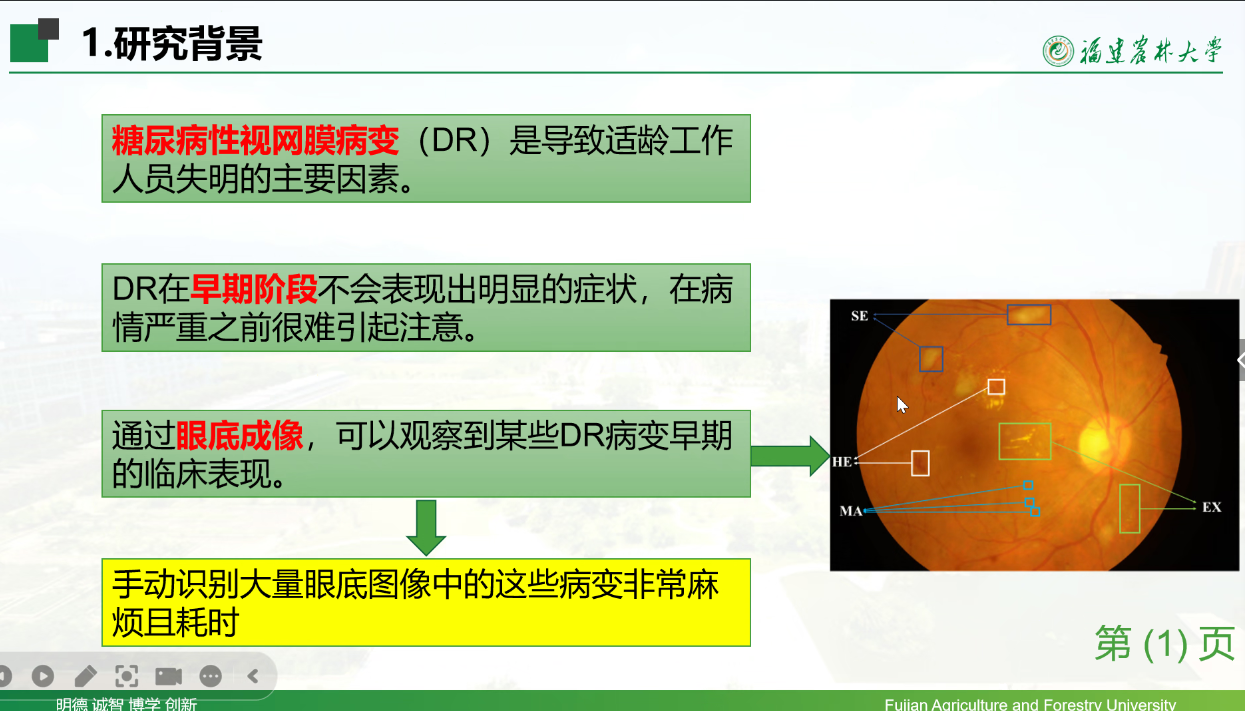 1.研究背景
福建农林大学
糖尿病性视网膜病变（DR）是导致适龄工作
人员失明的主要因素。
DR在早期阶段不会表现出明显的症状，在病
情严重之前很难引起注意。
通过眼底成像，可以观察到某些DR病变早期
的临床表现。
手动识别大量眼底图像中的这些病变非常麻
烦且耗时
SE
HE
MA
EX
第 (1) 页
明德 诚智 博学 创新
Fujian Agriculture and Forestry University